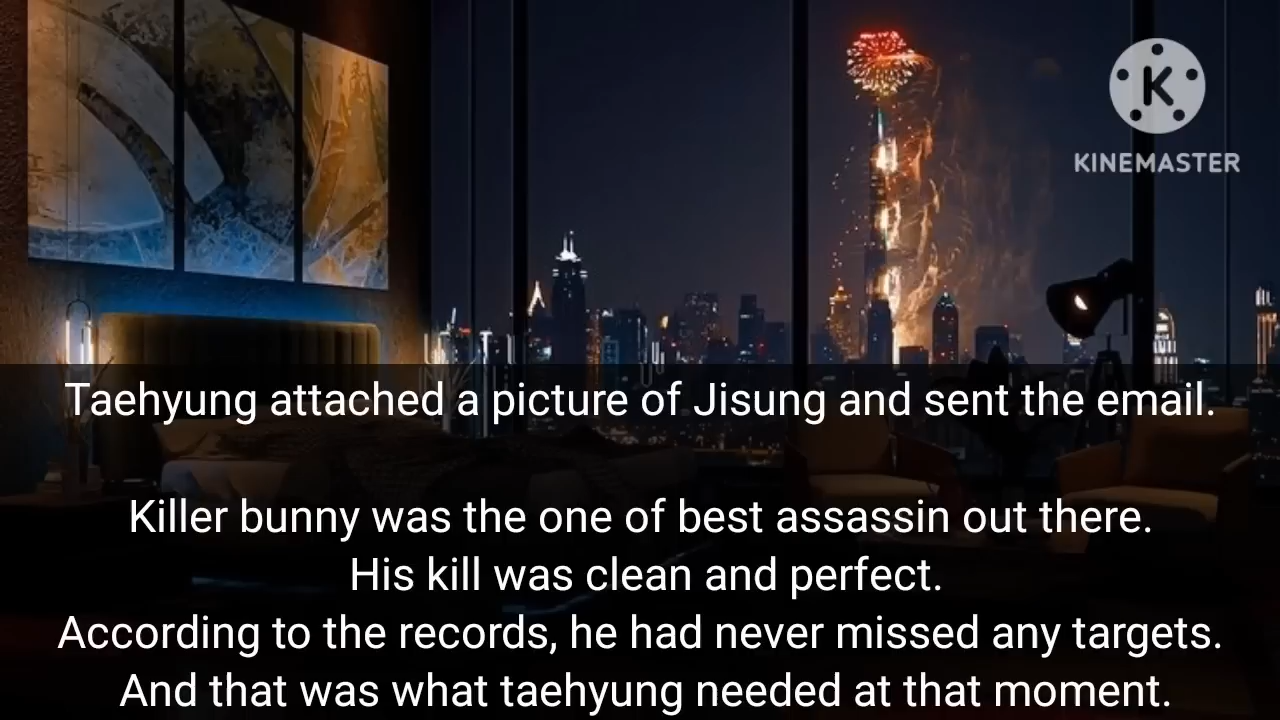 K
KINEMASTER
Taehyung attached a picture of Jisung and sent the email.
Killer bunny was the one of best assassin out there.
His kill was clean and perfect.
According to the records, he had never missed any targets.
And that was what taehyung needed at that moment.